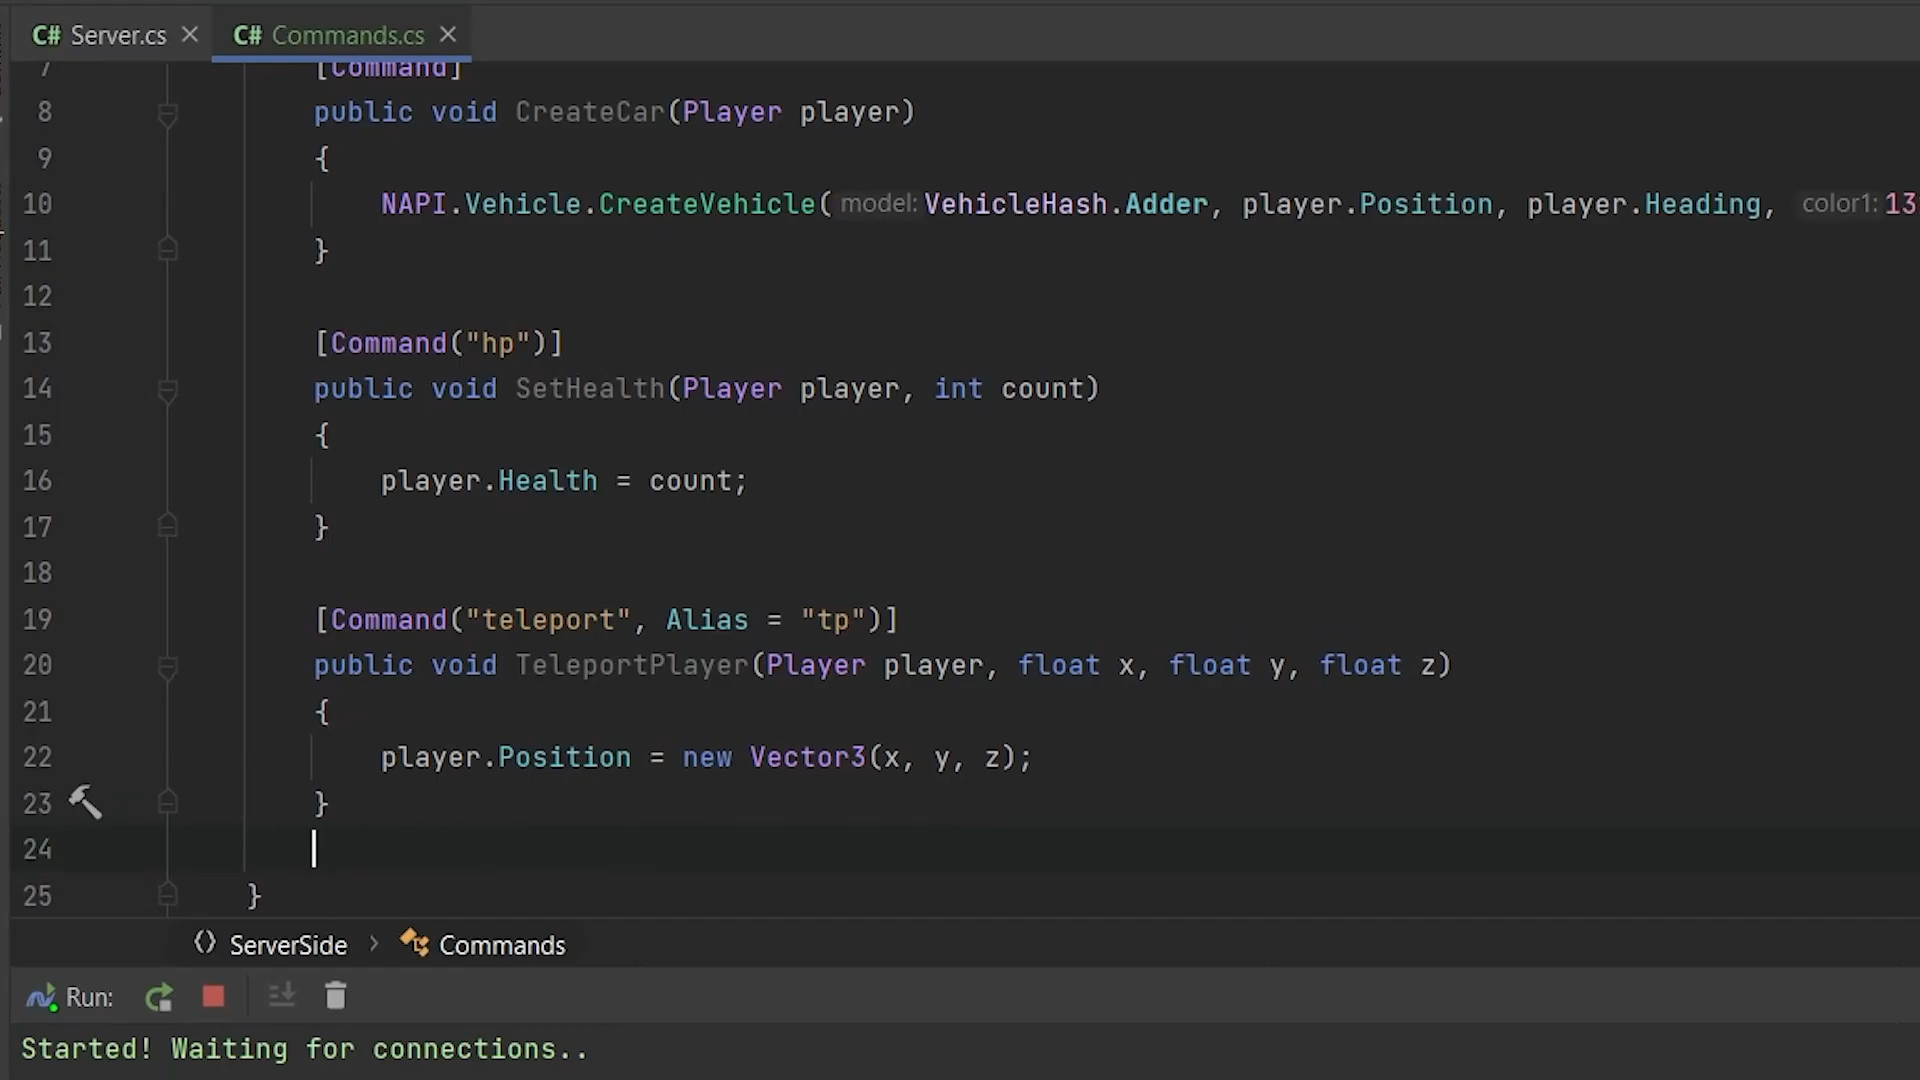 C# Server.cs × C# Commands.cs ×
7 [Command]
8 public void CreateCar(Player player)
9 {
10 NAPI.Vehicle.CreateVehicle( model: VehicleHash.Adder, player.Position, player.Heading, color1: 13
11 }
12
13 [Command("hp")]
14 public void SetHealth(Player player, int count)
15 {
16 player.Health = count;
17 }
18
19 [Command("teleport", Alias = "tp")]
20 public void TeleportPlayer(Player player, float x, float y, float z)
21 {
22 player.Position = new Vector3(x, y, z);
23 }
24
25 }
ServerSide › Commands
Run:
Started! Waiting for connections..